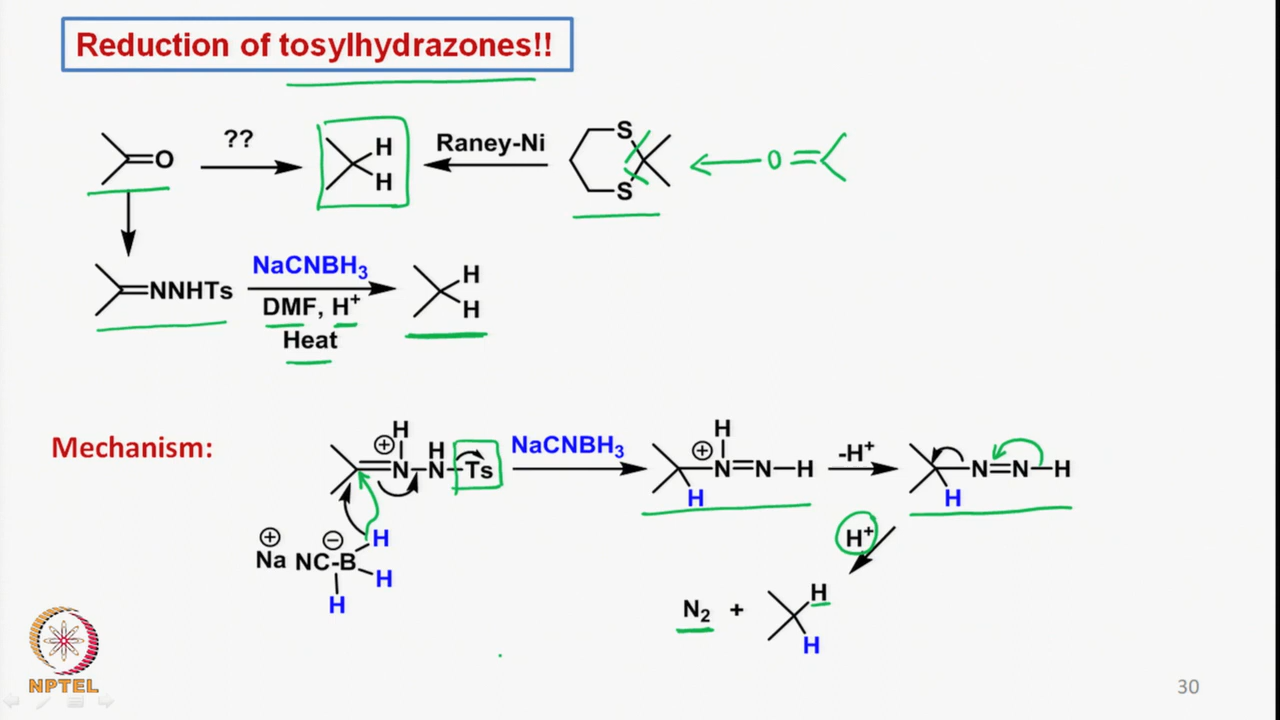 Reduction of tosylhydrazones!!
=O ?? H H Raney-Ni S S O=
=NNHTs NaCNBH3 H H
DMF, H+
Heat
Mechanism:
H ⊕ N-N-Ts H NaCNBH3 H ⊕ N=N-H H -H+ N=N-H H
⊕ Na NC-B ⊖ H H H
H+
N2 + H H
NPTEL
30